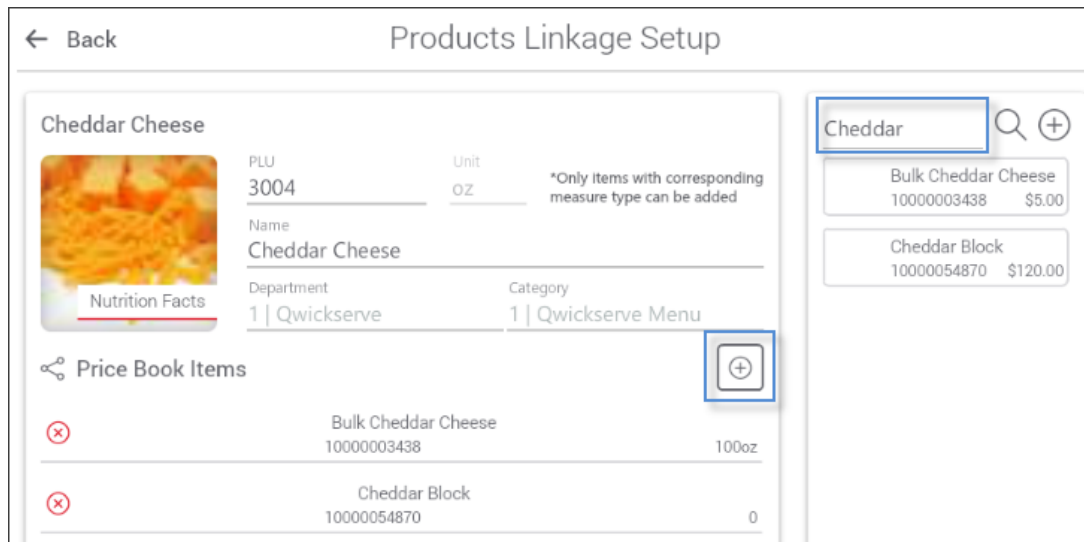 ← Back
Products Linkage Setup
Cheddar Cheese
PLU
3004
Unit
oz
*Only items with corresponding
measure type can be added
Name
Cheddar Cheese
Nutrition Facts
Department
1 | Qwickserve
Category
1 | Qwickserve Menu
Price Book Items
Bulk Cheddar Cheese
10000003438
100oz
Cheddar Block
10000054870
0
Cheddar
Bulk Cheddar Cheese
10000003438 $5.00
Cheddar Block
10000054870 $120.00